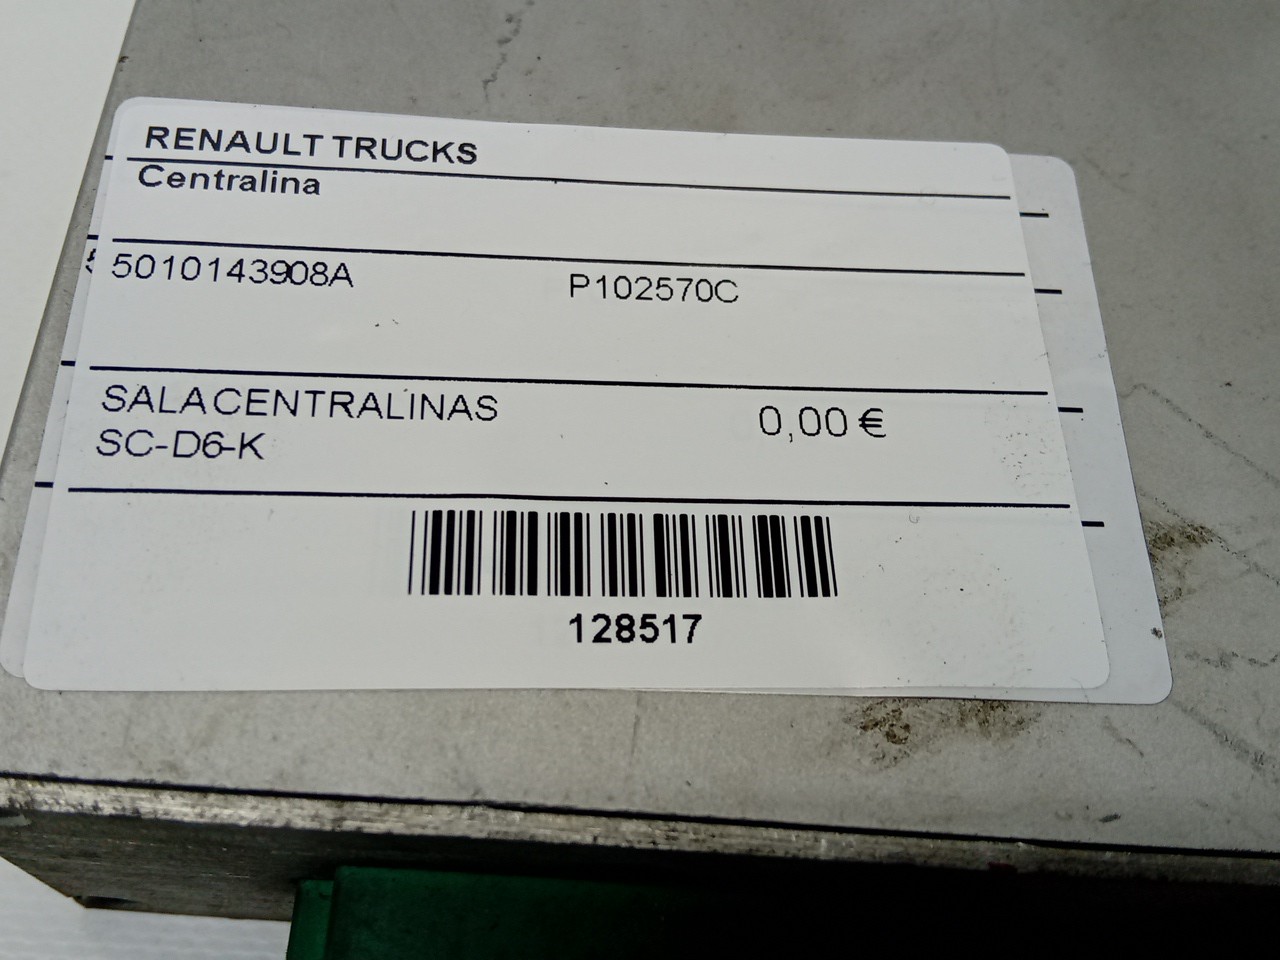 RENAULT TRUCKS
Centralina
5010143908A P102570C
SALACENTRALINAS 0,00 €
SC-D6-K
128517